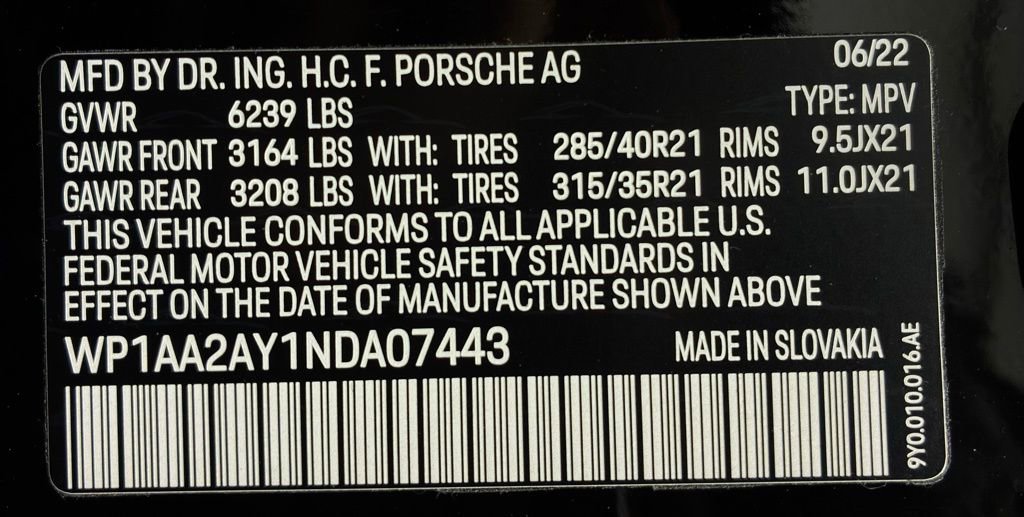 MFD BY DR. ING. H.C. F. PORSCHE AG 06/22
GVWR 6239 LBS TYPE: MPV
GAWR FRONT 3164 LBS WITH: TIRES 285/40R21 RIMS 9.5JX21
GAWR REAR 3208 LBS WITH: TIRES 315/35R21 RIMS 11.0JX21
THIS VEHICLE CONFORMS TO ALL APPLICABLE U.S.
FEDERAL MOTOR VEHICLE SAFETY STANDARDS IN
EFFECT ON THE DATE OF MANUFACTURE SHOWN ABOVE
WP1AA2AY1NDA07443 MADE IN SLOVAKIA
9Y0.010.016.AE